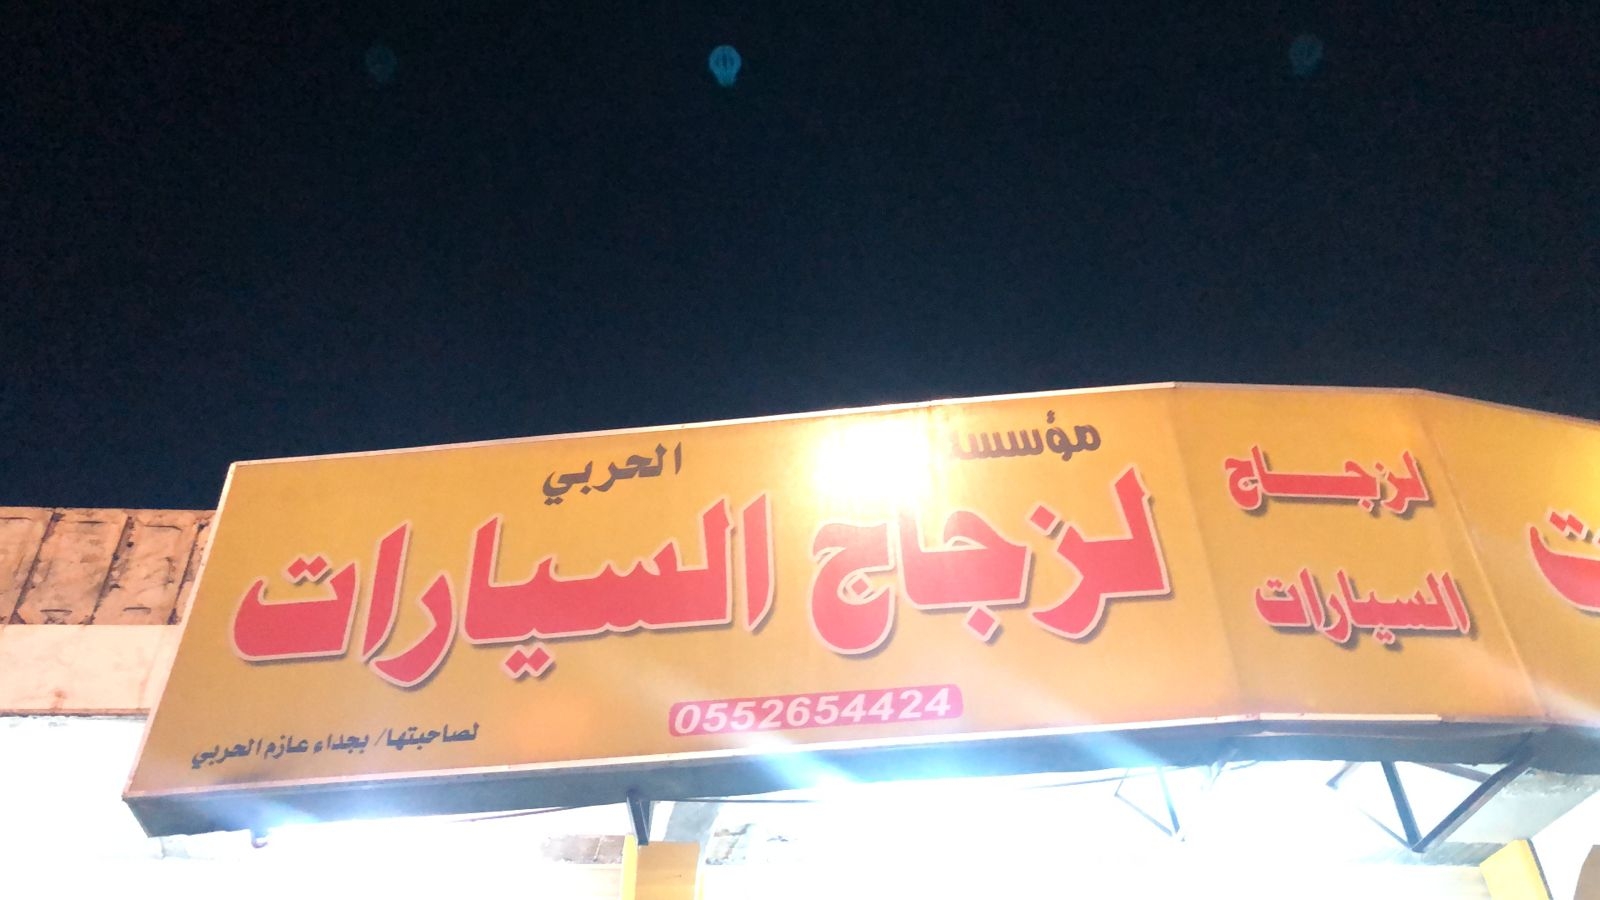 مؤسسة الحربي
لزجاج السيارات
0552654424
لصاحبتها/ بجداء عازم الحربي
لزجاج
السيارات